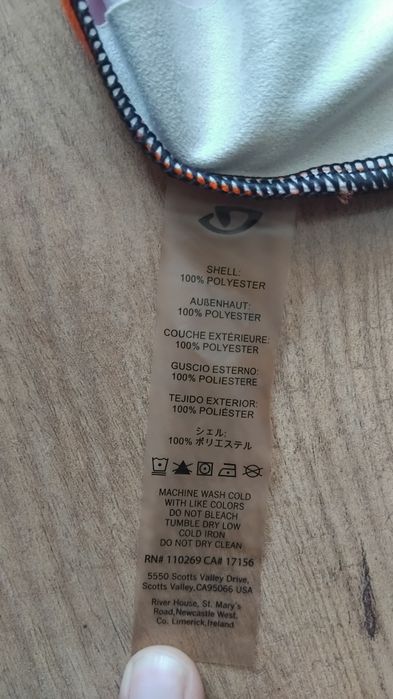 SHELL:
100% POLYESTER
AUßENHAUT:
100% POLYESTER
COUCHE EXTÉRIEURE:
100% POLYESTER
GUSCIO ESTERNO:
100% POLIESTERE
TEJIDO EXTERIOR:
100% POLIÉSTER
シェル:
100% ポリエステル
MACHINE WASH COLD
WITH LIKE COLORS
DO NOT BLEACH
TUMBLE DRY LOW
COLD IRON
DO NOT DRY CLEAN
RN# 110269 CA# 17156
5550 Scotts Valley Drive,
Scotts Valley,CA95066 USA
River House, St. Mary's
Road,Newcastle West.
Co. Limerick,Ireland